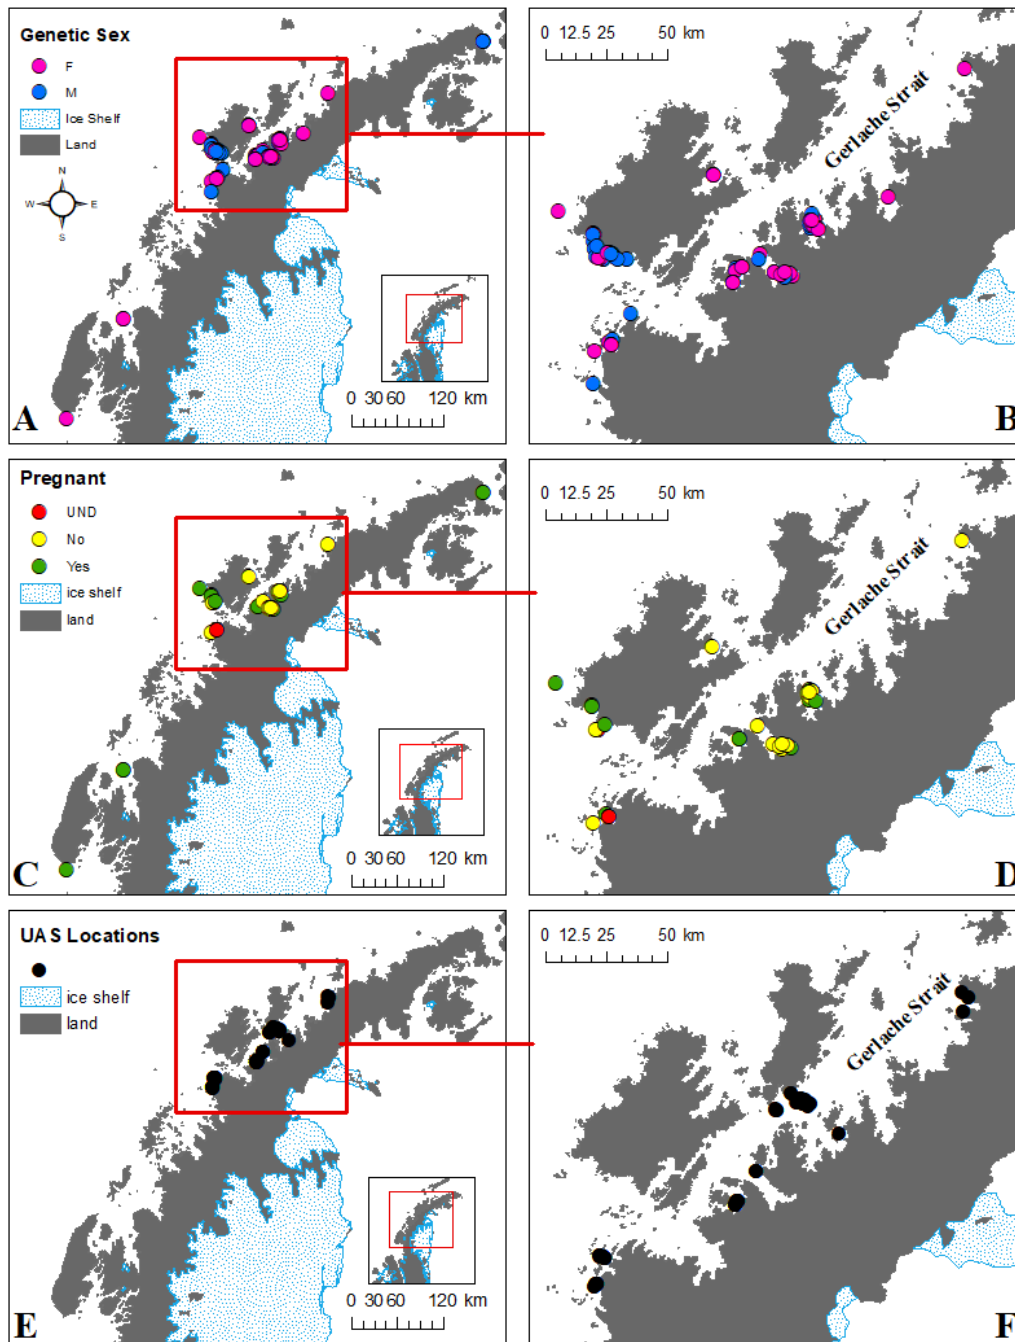 Genetic Sex
F
M
Ice Shelf
Land
N
W E
S
0 30 60 120 km
A
0 12.5 25 50 km
Gerlache Strait
B
Pregnant
UND
No
Yes
ice shelf
land
0 30 60 120 km
C
0 12.5 25 50 km
Gerlache Strait
D
UAS Locations
ice shelf
land
0 30 60 120 km
E
0 12.5 25 50 km
Gerlache Strait
F